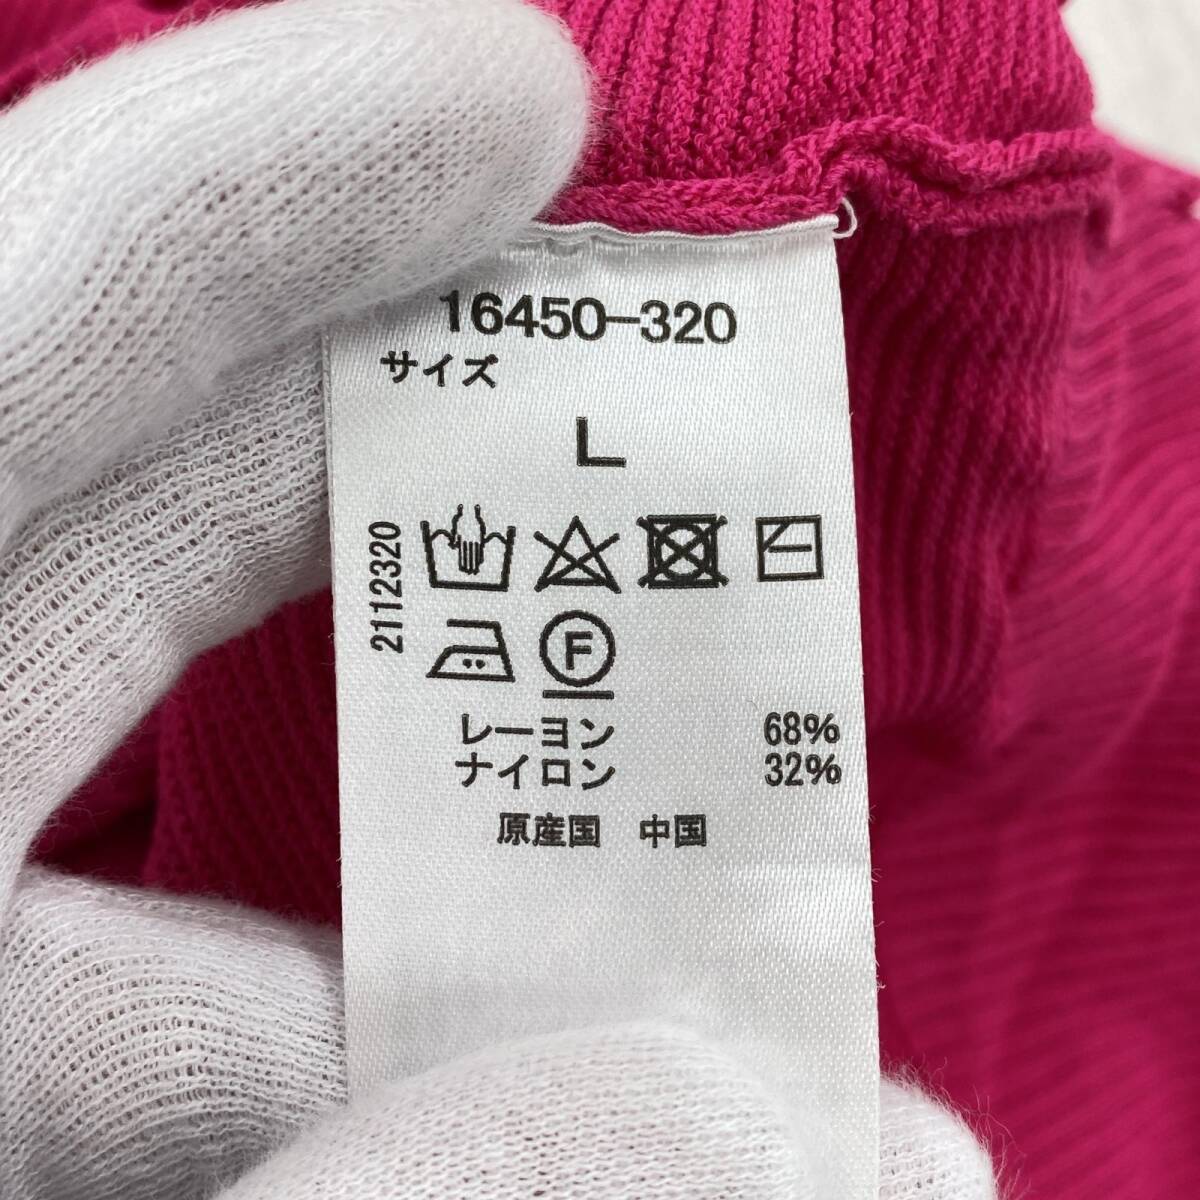 16450-320
サイズ
L
2112320
F
レーヨン 68%
ナイロン 32%
原産国 中国